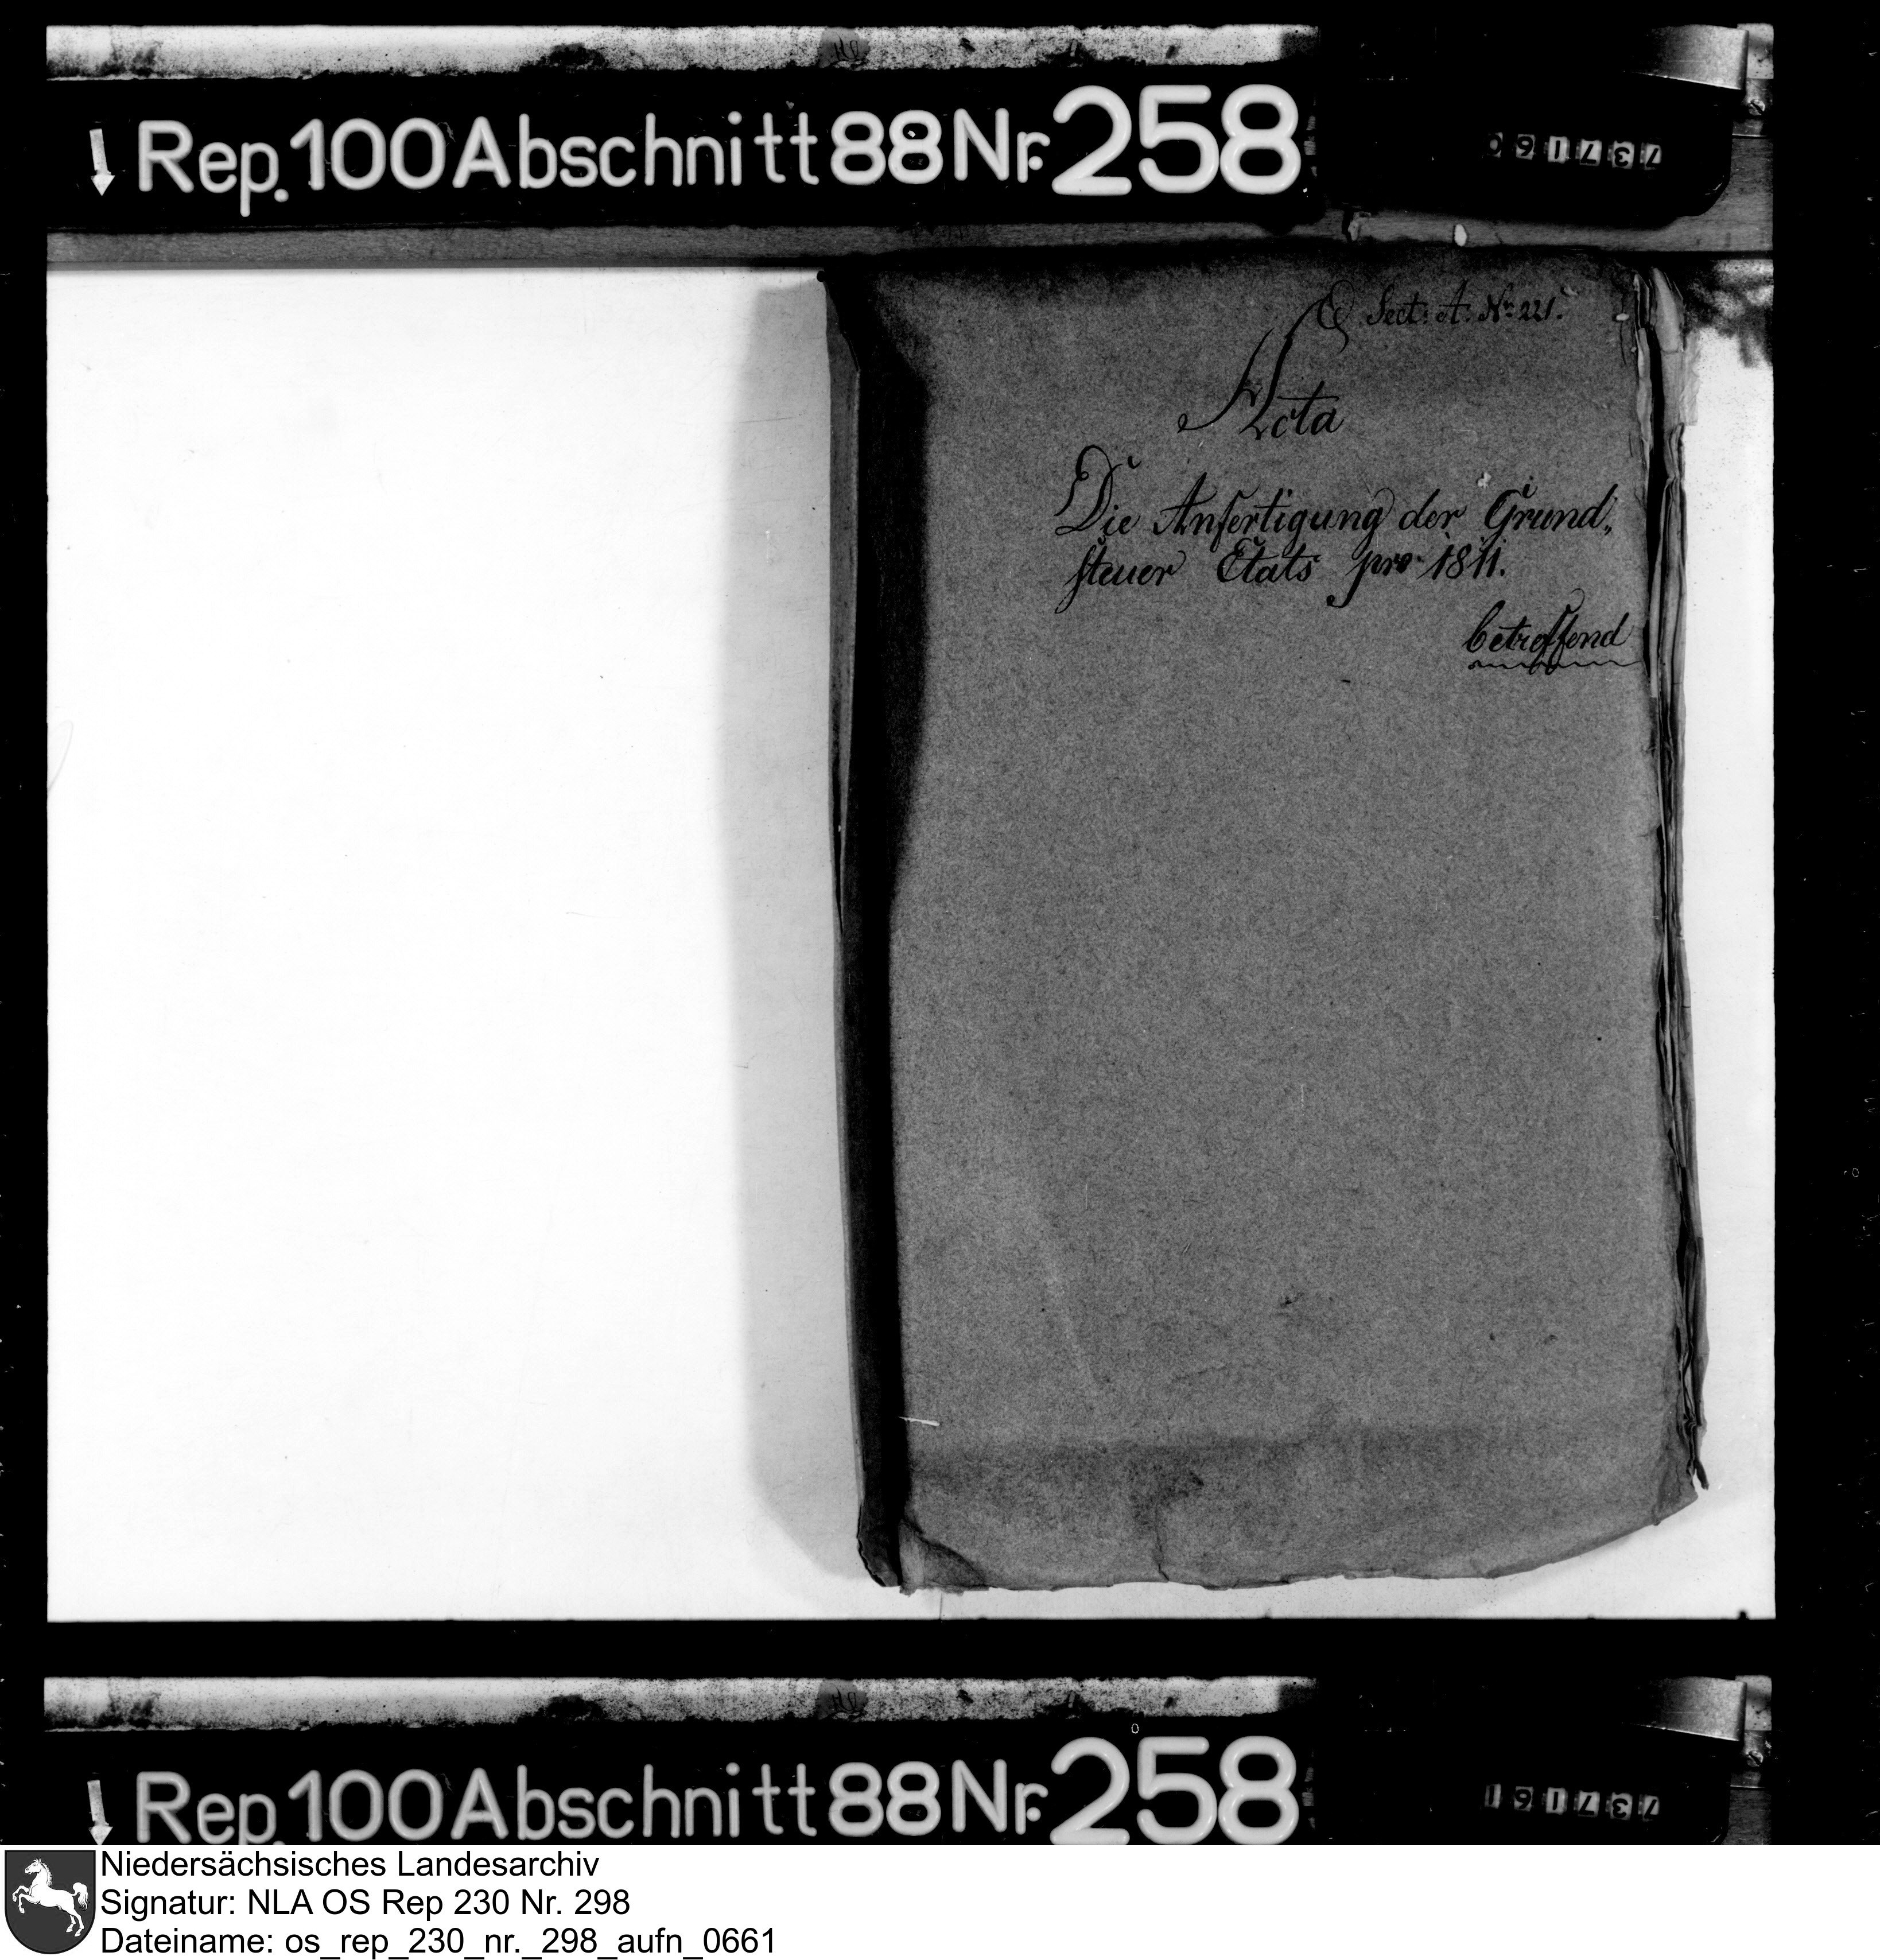 Rep. 100 Abschnitt 88 Nr. 258
Sect: A. No. 221.
Acta
Die Anfertigung der Grund„
steuer Etats pro 1811.
betreffend
Rep. 100 Abschnitt 88 Nr. 258
Niedersächsisches Landesarchiv
Signatur: NLA OS Rep 230 Nr. 298
Dateiname: os_rep_230_nr._298_aufn_0661